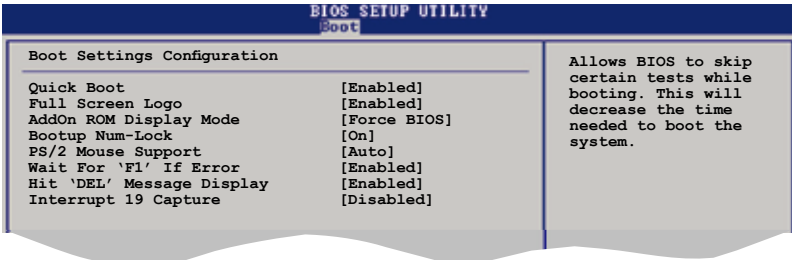 BIOS SETUP UTILITY
Boot
Boot Settings Configuration
Quick Boot [Enabled]
Full Screen Logo [Enabled]
AddOn ROM Display Mode [Force BIOS]
Bootup Num-Lock [On]
PS/2 Mouse Support [Auto]
Wait For ‘F1’ If Error [Enabled]
Hit ‘DEL’ Message Display [Enabled]
Interrupt 19 Capture [Disabled]
Allows BIOS to skip
certain tests while
booting. This will
decrease the time
needed to boot the
system.